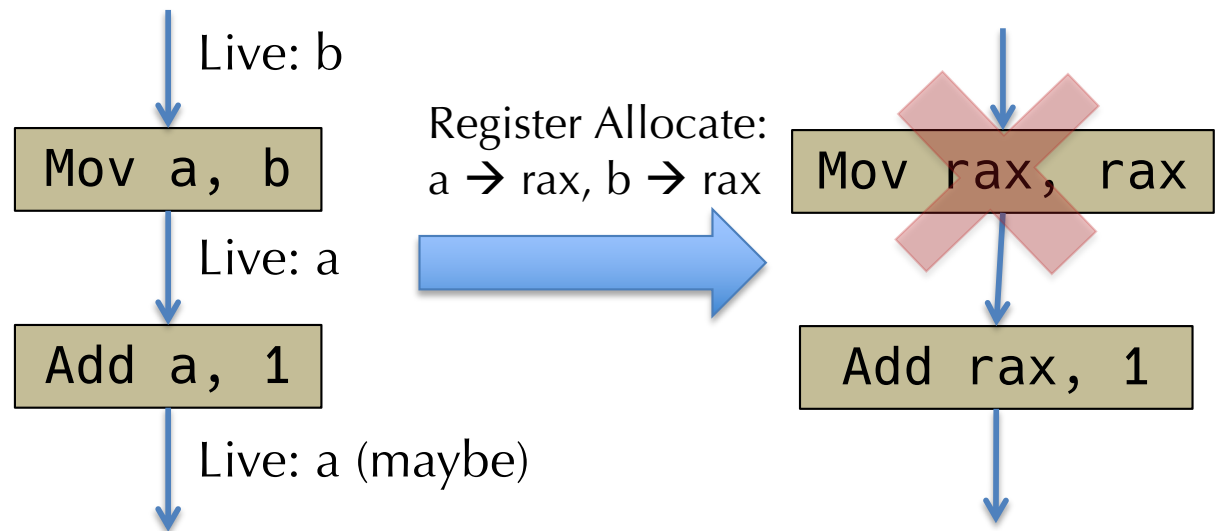 Live: b
Mov a, b
Live: a
Add a, 1
Live: a (maybe)
Register Allocate:
a → rax, b → rax
Mov rax, rax
Add rax, 1